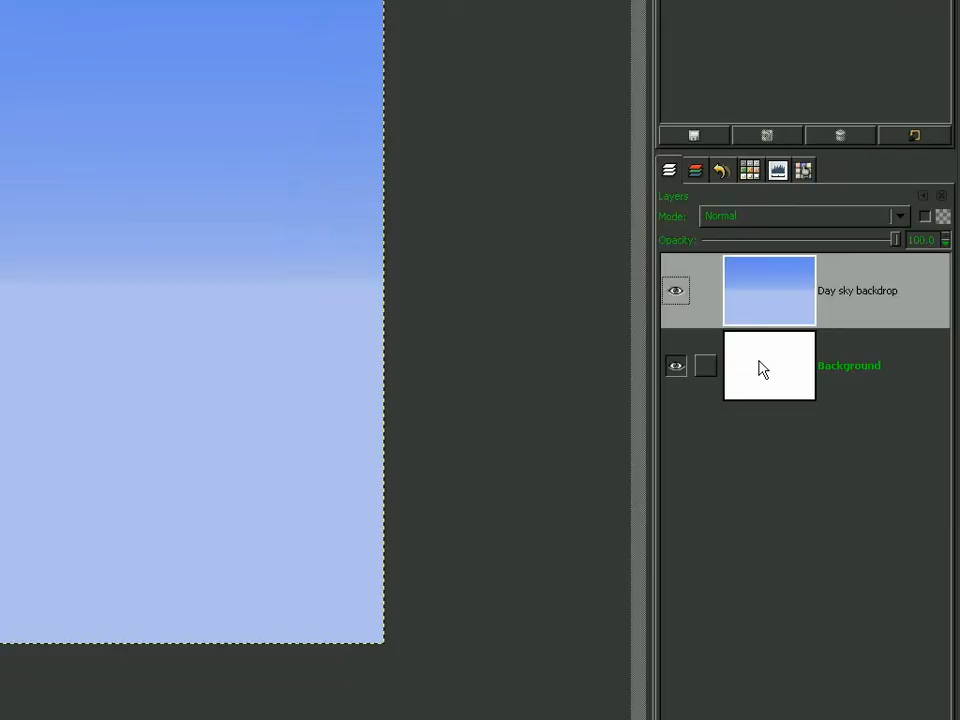 Layers
Mode: Normal
Opacity: 100.0
Day sky backdrop
Background